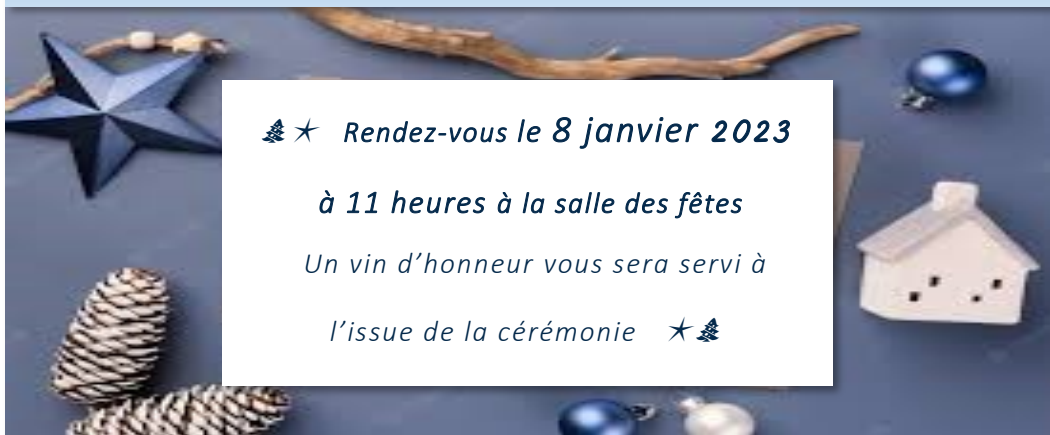 Rendez-vous le 8 janvier 2023
à 11 heures à la salle des fêtes
Un vin d’honneur vous sera servi à
l’issue de la cérémonie